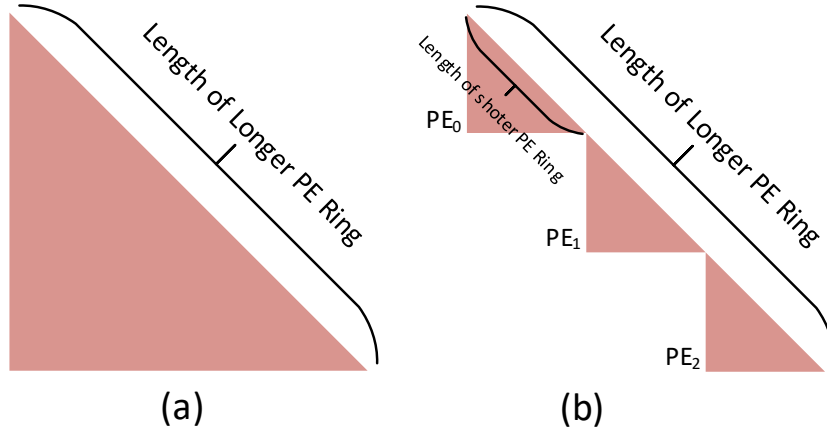 Length of Longer PE Ring
(a)
Length of Longer PE Ring
Length of shoter PE Ring
PE₀
PE₁
PE₂
(b)